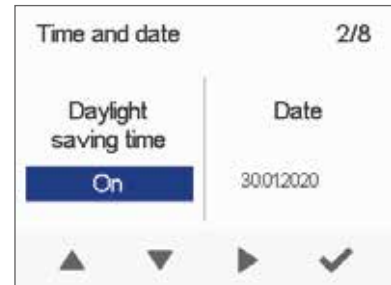 Time and date 2/8
Daylight
saving time
Date
On
30.01.2020